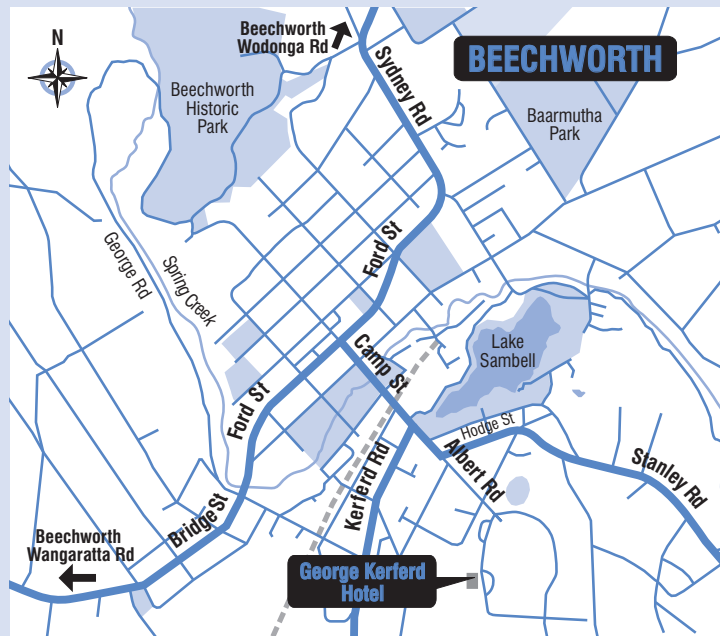 N
Beechworth
Wodonga Rd
BEECHWORTH
Sydney Rd
Beechworth
Historic
Park
Baarmutha
Park
George Rd
Spring Creek
Ford St
Lake
Sambell
Camp St
Ford St
Hodge St
Albert Rd
Stanley Rd
Kerferd Rd
Bridge St
Beechworth
Wangaratta Rd
George Kerferd
Hotel